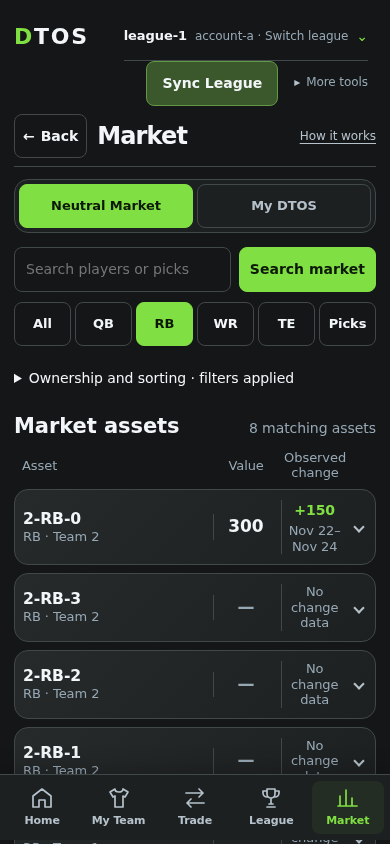 DTOS
league-1 account-a · Switch league
Sync League
More tools
← Back
Market
How it works
Neutral Market
My DTOS
Search players or picks
Search market
All
QB
RB
WR
TE
Picks
Ownership and sorting · filters applied
Market assets
8 matching assets
Asset
Value
Observed
change
2-RB-0
RB · Team 2
300
+150
Nov 22–
Nov 24
2-RB-3
RB · Team 2
—
No
change
data
2-RB-2
RB · Team 2
—
No
change
data
2-RB-1
RB · Team 2
—
No
change
Home
My Team
Trade
League
Market